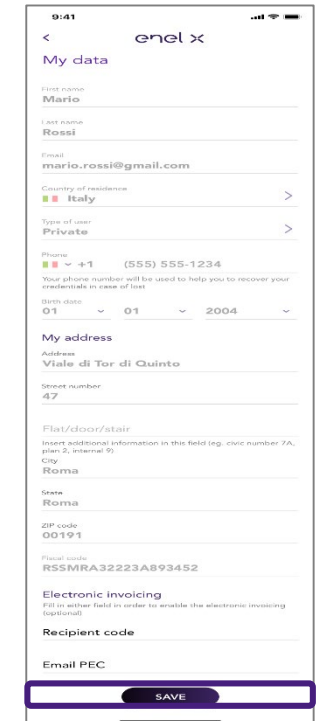 9:41
< enel x
My data
First name
Mario
Last name
Rossi
Email
mario.rossi@gmail.com
Country of residence
Italy >
Type of user
Private >
Phone
+1 (555) 555-1234
Your phone number will be used to help you to recover your
credentials in case of lost
Birth date
01 01 2004
My address
Address
Viale di Tor di Quinto
Street number
47
Flat/door/stair
Insert additional information in this field (eg. civic number 7A,
plan 2, internal 9)
City
Roma
State
Roma
ZIP code
00191
Fiscal code
RSSMRA32223A893452
Electronic
invoicing
Fill in either field in order to enable the electronic invoicing
(optional)
Recipient code
Email PEC
SAVE